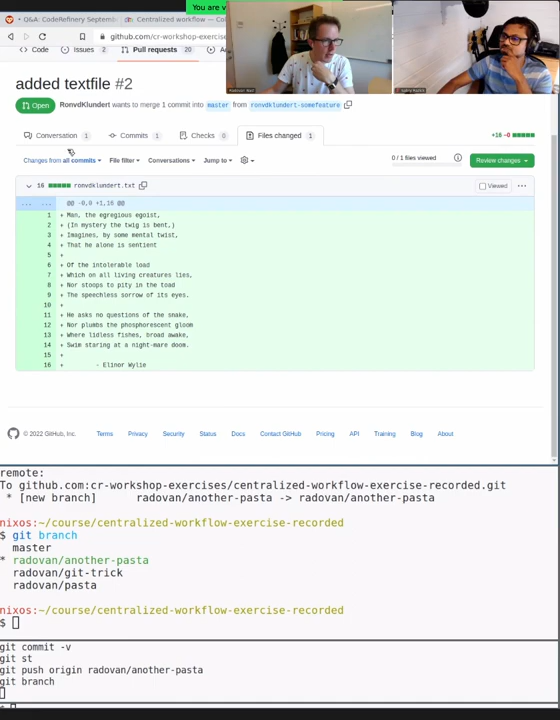 You are v
Q&A: CodeRefinery Septemb
Centralized workflow — Col
github.com/cr-workshop-exercises
Code
Issues 2
Pull requests 20
added textfile #2
Open
RonvdKlundert wants to merge 1 commit into master from ronvdklundert-somefeature
Conversation 1
Commits 1
Checks 0
Files changed 1
+16 −0
Changes from all commits
File filter
Conversations
Jump to
0 / 1 files viewed
Review changes
16 ronvdklundert.txt
Viewed
... ... @@ -0,0 +1,16 @@
1 + Man, the egregious egoist,
2 + (In mystery the twig is bent,)
3 + Imagines, by some mental twist,
4 + That he alone is sentient
5 +
6 + Of the intolerable load
7 + Which on all living creatures lies,
8 + Nor stoops to pity in the toad
9 + The speechless sorrow of its eyes.
10 +
11 + He asks no questions of the snake,
12 + Nor plumbs the phosphorescent gloom
13 + Where lidless fishes, broad awake,
14 + Swim staring at a night-mare doom.
15 +
16 + - Elinor Wylie
© 2022 GitHub, Inc.
Terms
Privacy
Security
Status
Docs
Contact GitHub
Pricing
API
Training
Blog
About
remote:
To github.com:cr-workshop-exercises/centralized-workflow-exercise-recorded.git
* [new branch] radovan/another-pasta -> radovan/another-pasta
nixos:~/course/centralized-workflow-exercise-recorded
$ git branch
master
* radovan/another-pasta
radovan/git-trick
radovan/pasta
nixos:~/course/centralized-workflow-exercise-recorded
$
git commit -v
git st
git push origin radovan/another-pasta
git branch